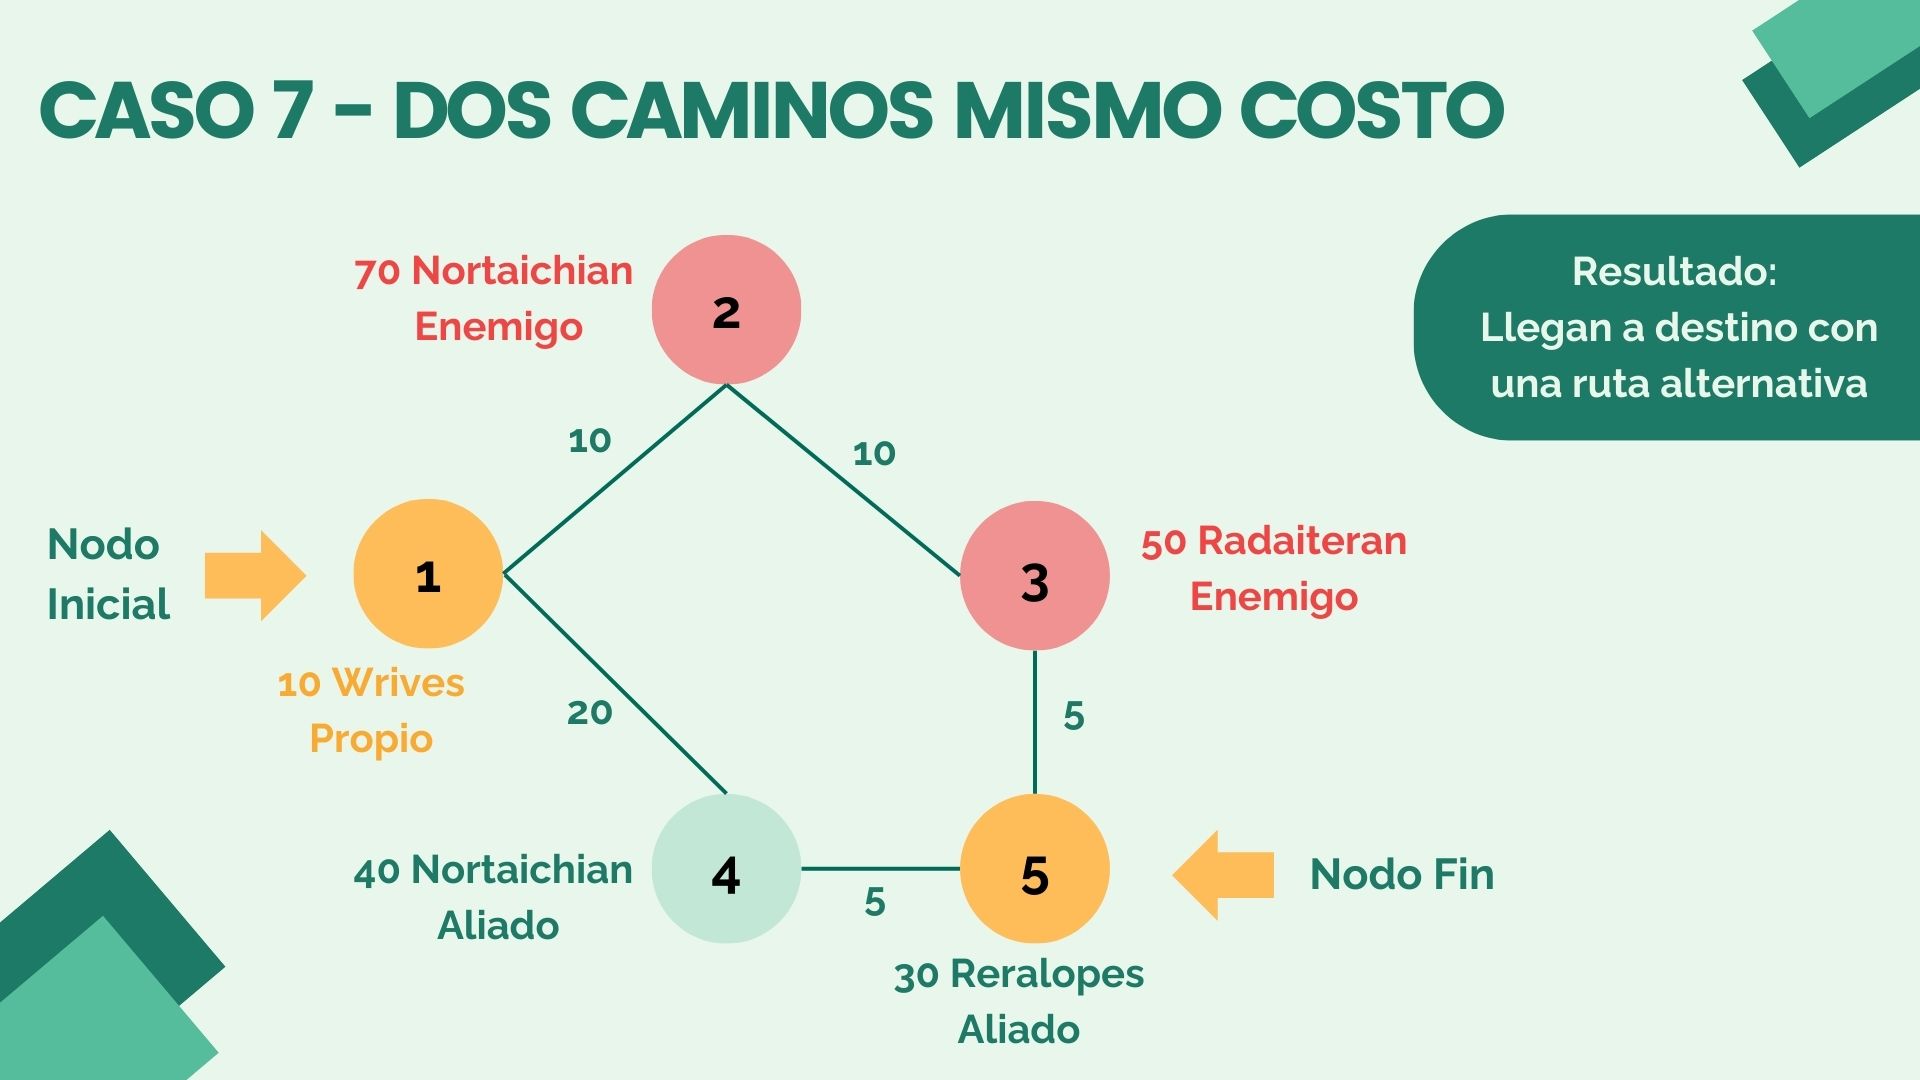 CASO 7 - DOS CAMINOS MISMO COSTO
Resultado:
Llegan a destino con
una ruta alternativa
70 Nortaichian
Enemigo
2
10
10
Nodo
Inicial
1
10 Wrives
Propio
3
50 Radaiteran
Enemigo
20
5
40 Nortaichian
Aliado
4
5
5
Nodo Fin
30 Reralopes
Aliado